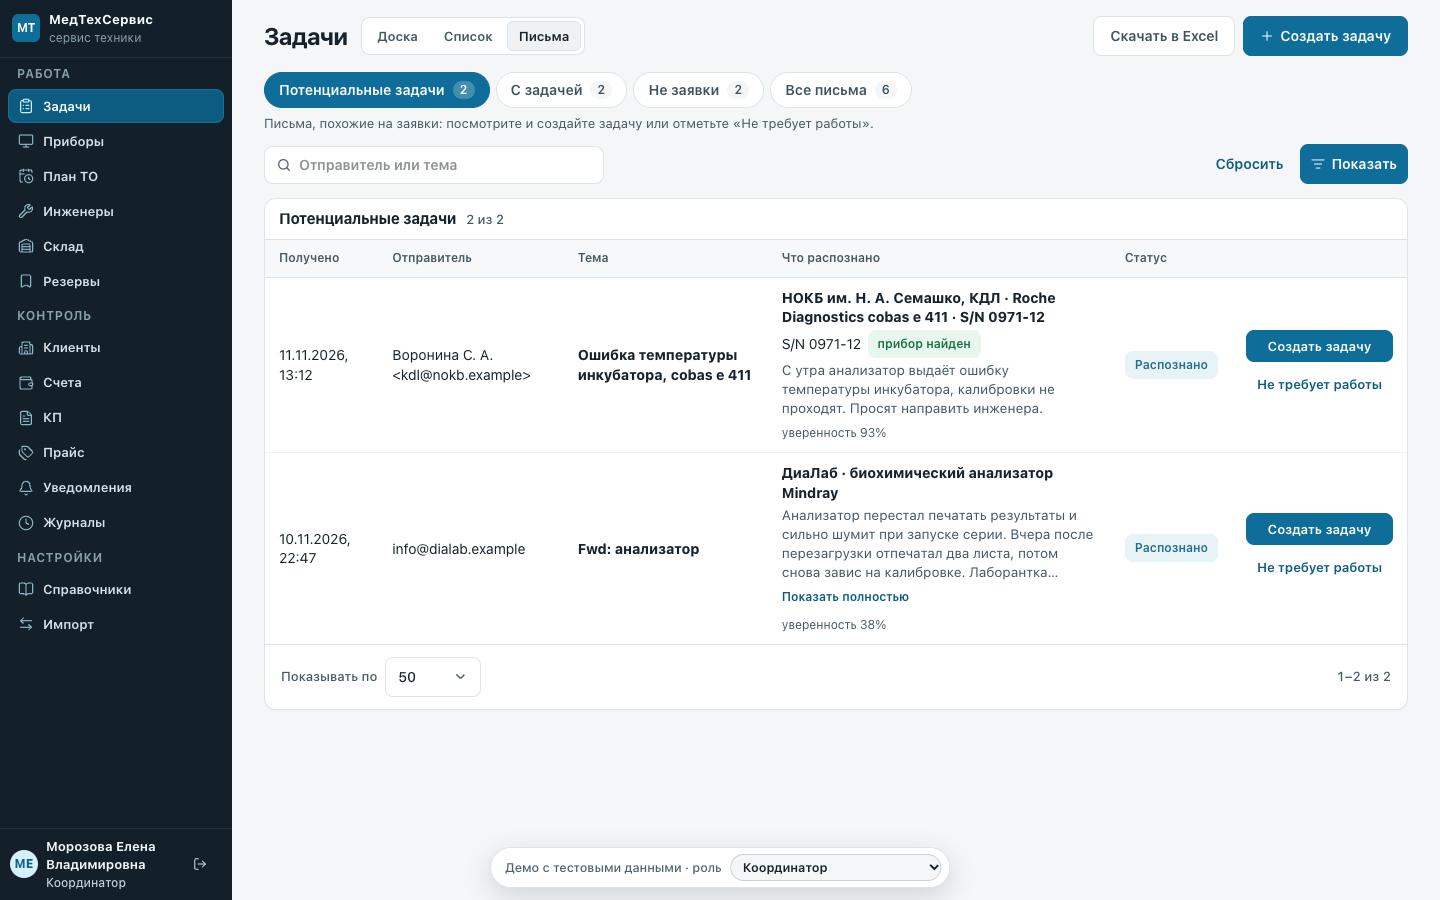 МТ
МедТехСервис
сервис техники
РАБОТА
Задачи
Приборы
План ТО
Инженеры
Склад
Резервы
КОНТРОЛЬ
Клиенты
Счета
КП
Прайс
Уведомления
Журналы
НАСТРОЙКИ
Справочники
Импорт
МЕ
Морозова Елена
Владимировна
Координатор
Задачи
Доска Список Письма
Скачать в Excel
+ Создать задачу
Потенциальные задачи 2
С задачей 2
Не заявки 2
Все письма 6
Письма, похожие на заявки: посмотрите и создайте задачу или отметьте «Не требует работы».
Отправитель или тема
Сбросить
Показать
Потенциальные задачи 2 из 2
Получено Отправитель Тема Что распознано Статус
11.11.2026,
13:12
Воронина С. А.
<kdl@nokb.example>
Ошибка температуры
инкубатора, cobas e 411
НОКБ им. Н. А. Семашко, КДЛ · Roche
Diagnostics cobas e 411 · S/N 0971-12
S/N 0971-12 прибор найден
С утра анализатор выдаёт ошибку
температуры инкубатора, калибровки не
проходят. Просят направить инженера.
уверенность 93%
Распознано
Создать задачу
Не требует работы
10.11.2026,
22:47
info@dialab.example
Fwd: анализатор
ДиаЛаб · биохимический анализатор
Mindray
Анализатор перестал печатать результаты и
сильно шумит при запуске серии. Вчера после
перезагрузки отпечатал два листа, потом
снова завис на калибровке. Лаборантка…
Показать полностью
уверенность 38%
Распознано
Создать задачу
Не требует работы
Показывать по 50
1–2 из 2
Демо с тестовыми данными · роль Координатор